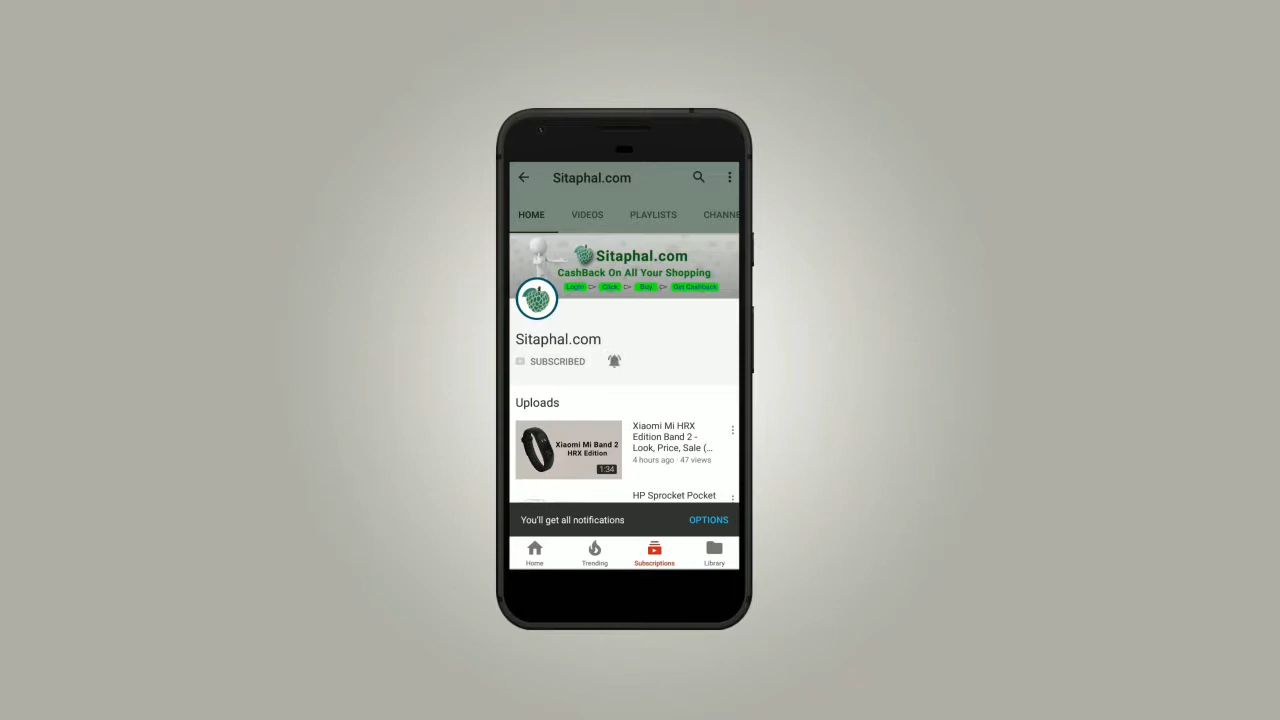 Sitaphal.com
HOME VIDEOS PLAYLISTS CHANNE
Sitaphal.com
CashBack On All Your Shopping
Login Click Buy Get Cashback
Sitaphal.com
SUBSCRIBED
Uploads
Xiaomi Mi Band 2
HRX Edition
1:34
Xiaomi Mi HRX
Edition Band 2 -
Look, Price, Sale (...
4 hours ago · 47 views
HP Sprocket Pocket
You'll get all notifications OPTIONS
Home Trending Subscriptions Library